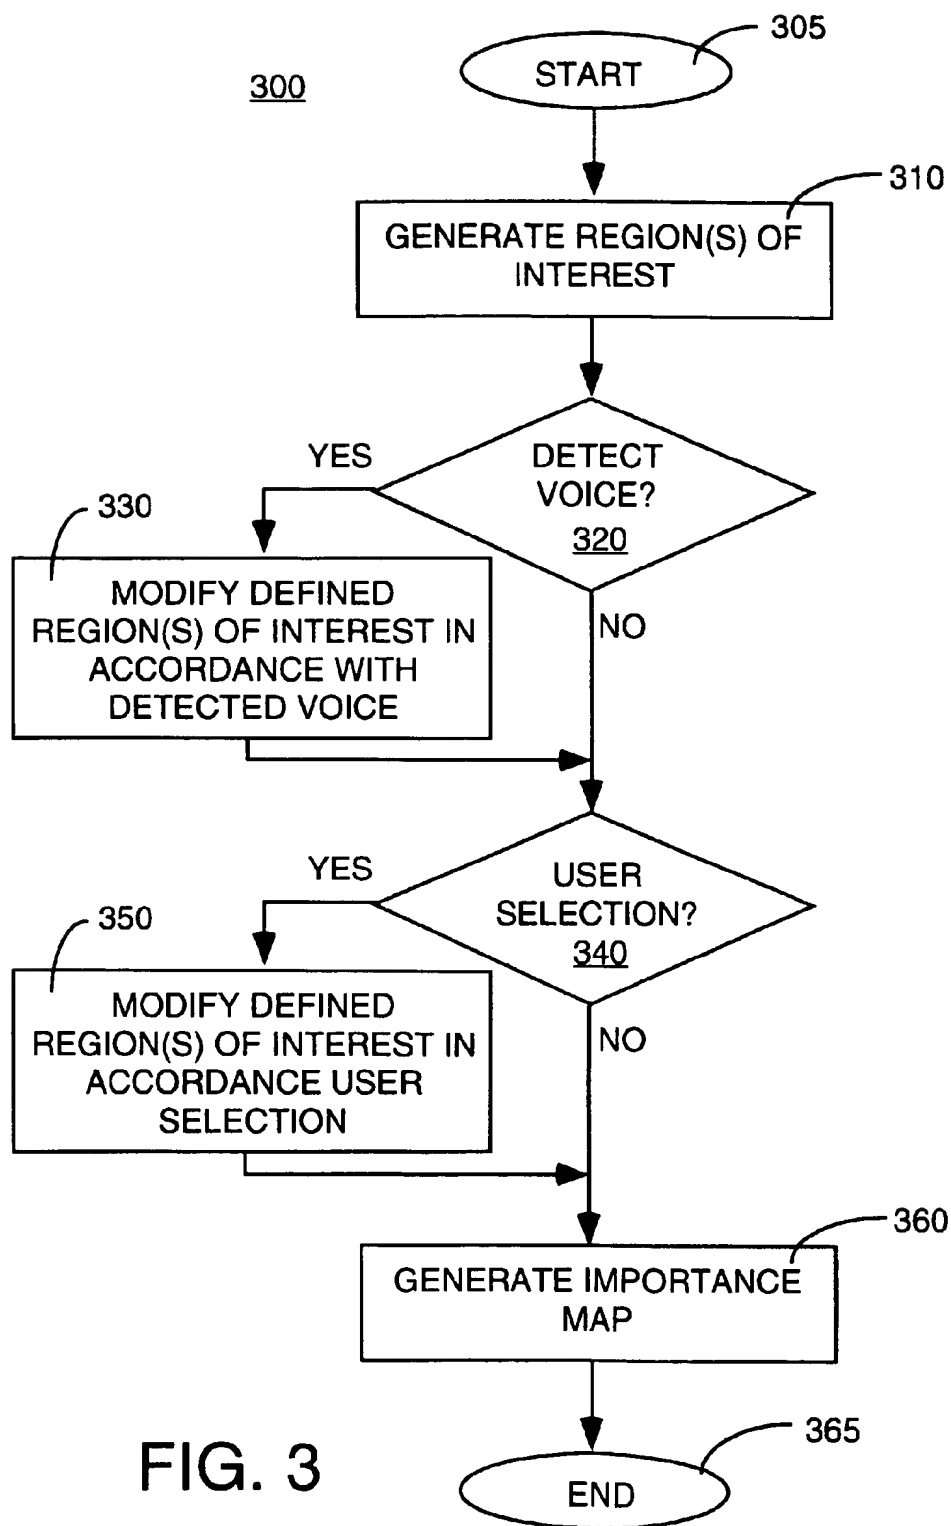 305
START
300
310
GENERATE REGION(S) OF
INTEREST
YES
DETECT
VOICE?
320
330
MODIFY DEFINED
REGION(S) OF INTEREST IN
ACCORDANCE WITH
DETECTED VOICE
NO
YES
USER
SELECTION?
340
350
MODIFY DEFINED
REGION(S) OF INTEREST IN
ACCORDANCE USER
SELECTION
NO
360
GENERATE IMPORTANCE
MAP
365
END
FIG. 3